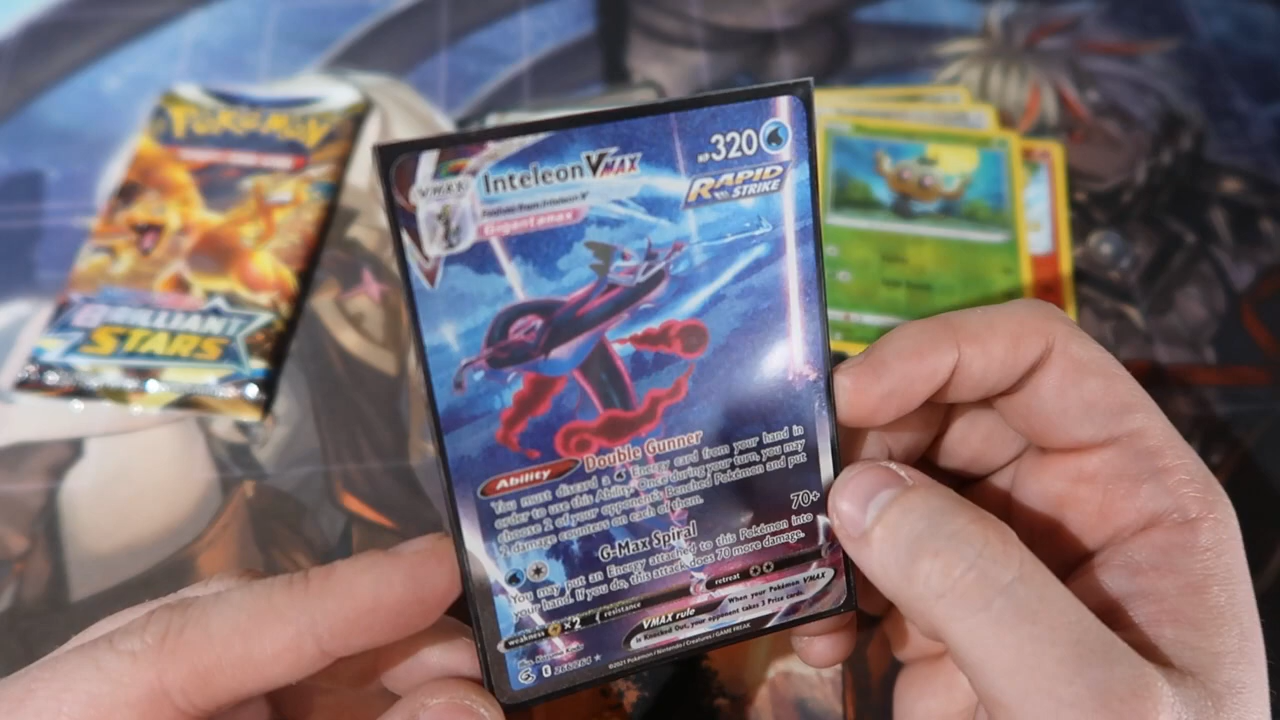 POKÉMON
BRILLIANT
STARS
VMAX
Inteleon VMAX
HP 320
RAPID
STRIKE
Evolves from Inteleon V
Gigantamax
Ability Double Gunner
You must discard a Energy card from your hand in
order to use this Ability. Once during your turn, you may
choose 2 of your opponent's Benched Pokémon and put
2 damage counters on each of them.
G-Max Spiral 70+
You may put an Energy attached to this Pokémon into
your hand. If you do, this attack does 70 more damage.
weakness ×2 resistance retreat
VMAX rule When your Pokémon VMAX
is Knocked Out, your opponent takes 3 Prize cards.
266/264
©2021 Pokémon / Nintendo / Creatures / GAME FREAK